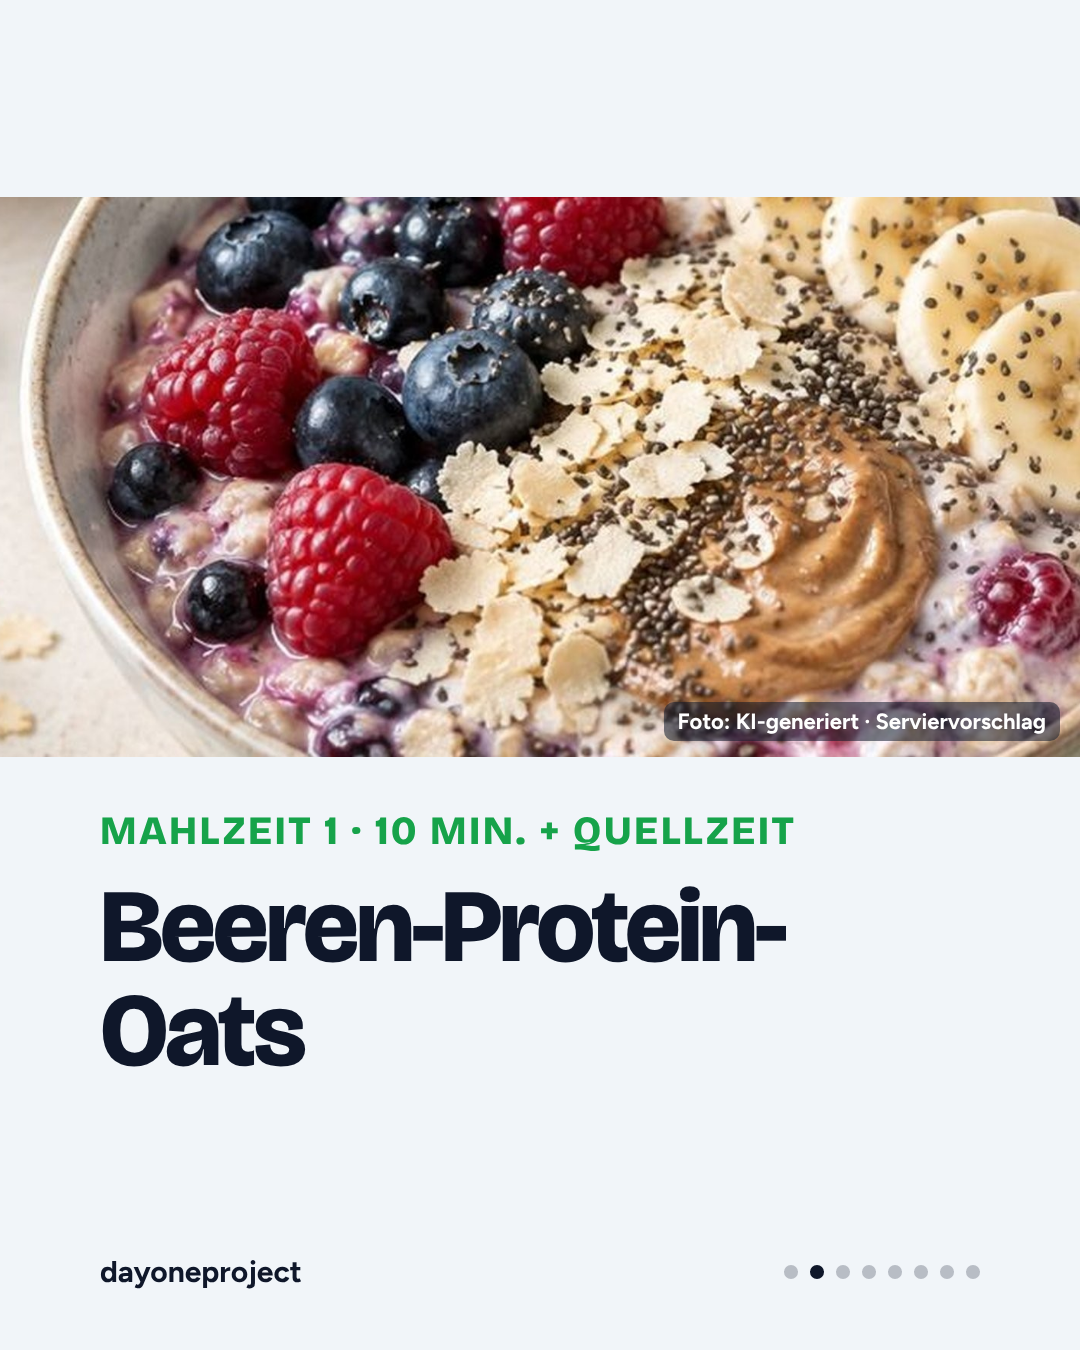 Foto: KI-generiert · Serviervorschlag
MAHLZEIT 1 · 10 MIN. + QUELLZEIT
Beeren-Protein-
Oats
dayoneproject